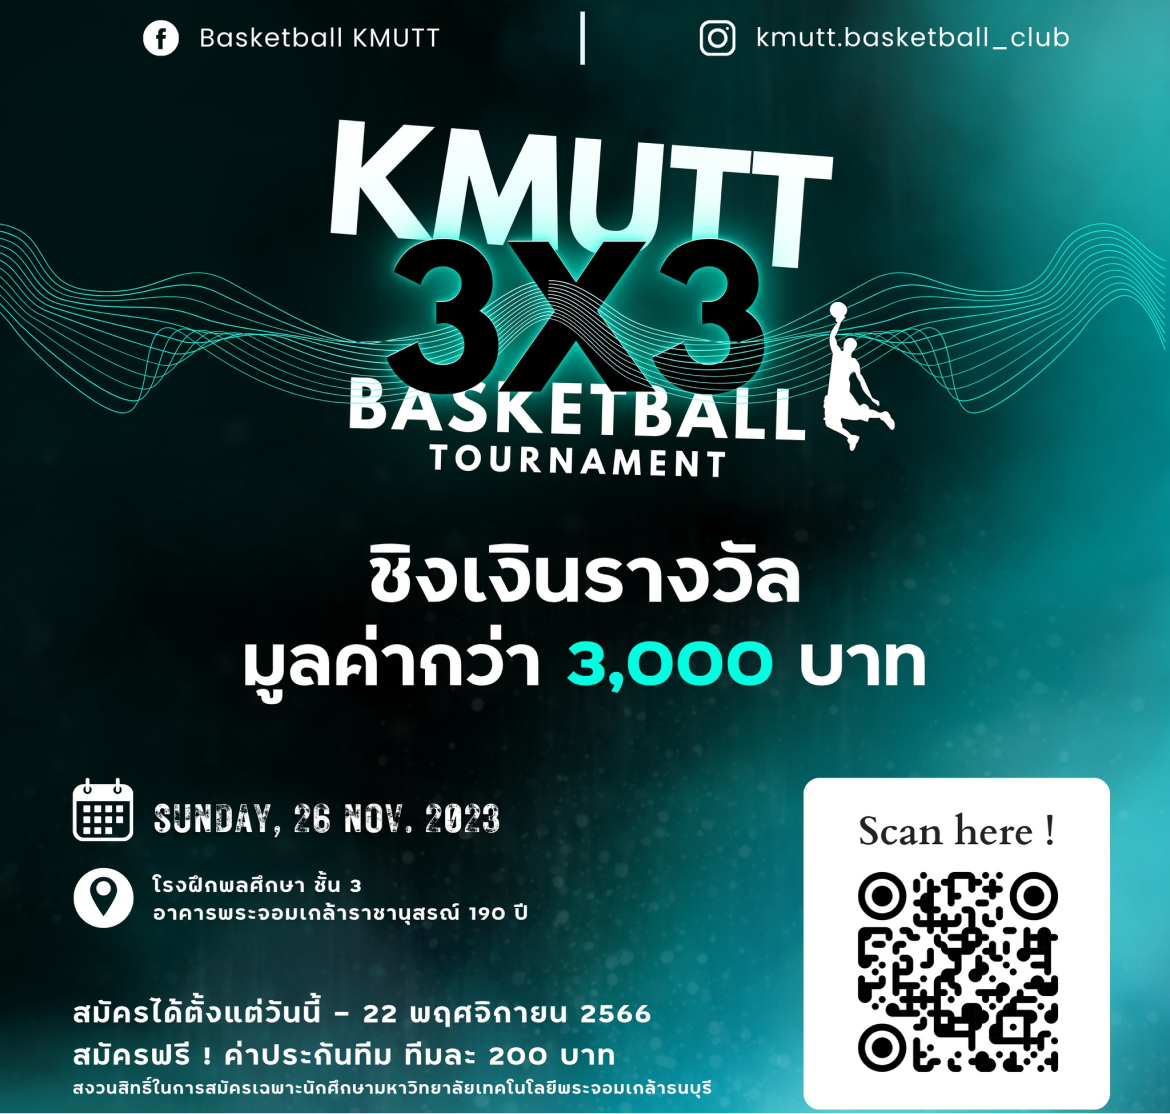 Basketball KMUTT
kmutt.basketball_club
KMUTT
3X3
BASKETBALL
TOURNAMENT
ชิงเงินรางวัล
มูลค่ากว่า 3,000 บาท
SUNDAY, 26 NOV. 2023
โรงฝึกพลศึกษา ชั้น 3
อาคารพระจอมเกล้าราชานุสรณ์ 190 ปี
Scan here !
สมัครได้ตั้งแต่วันนี้ - 22 พฤศจิกายน 2566
สมัครฟรี ! ค่าประกันทีม ทีมละ 200 บาท
สงวนสิทธิ์ในการสมัครเฉพาะนักศึกษามหาวิทยาลัยเทคโนโลยีพระจอมเกล้าธนบุรี